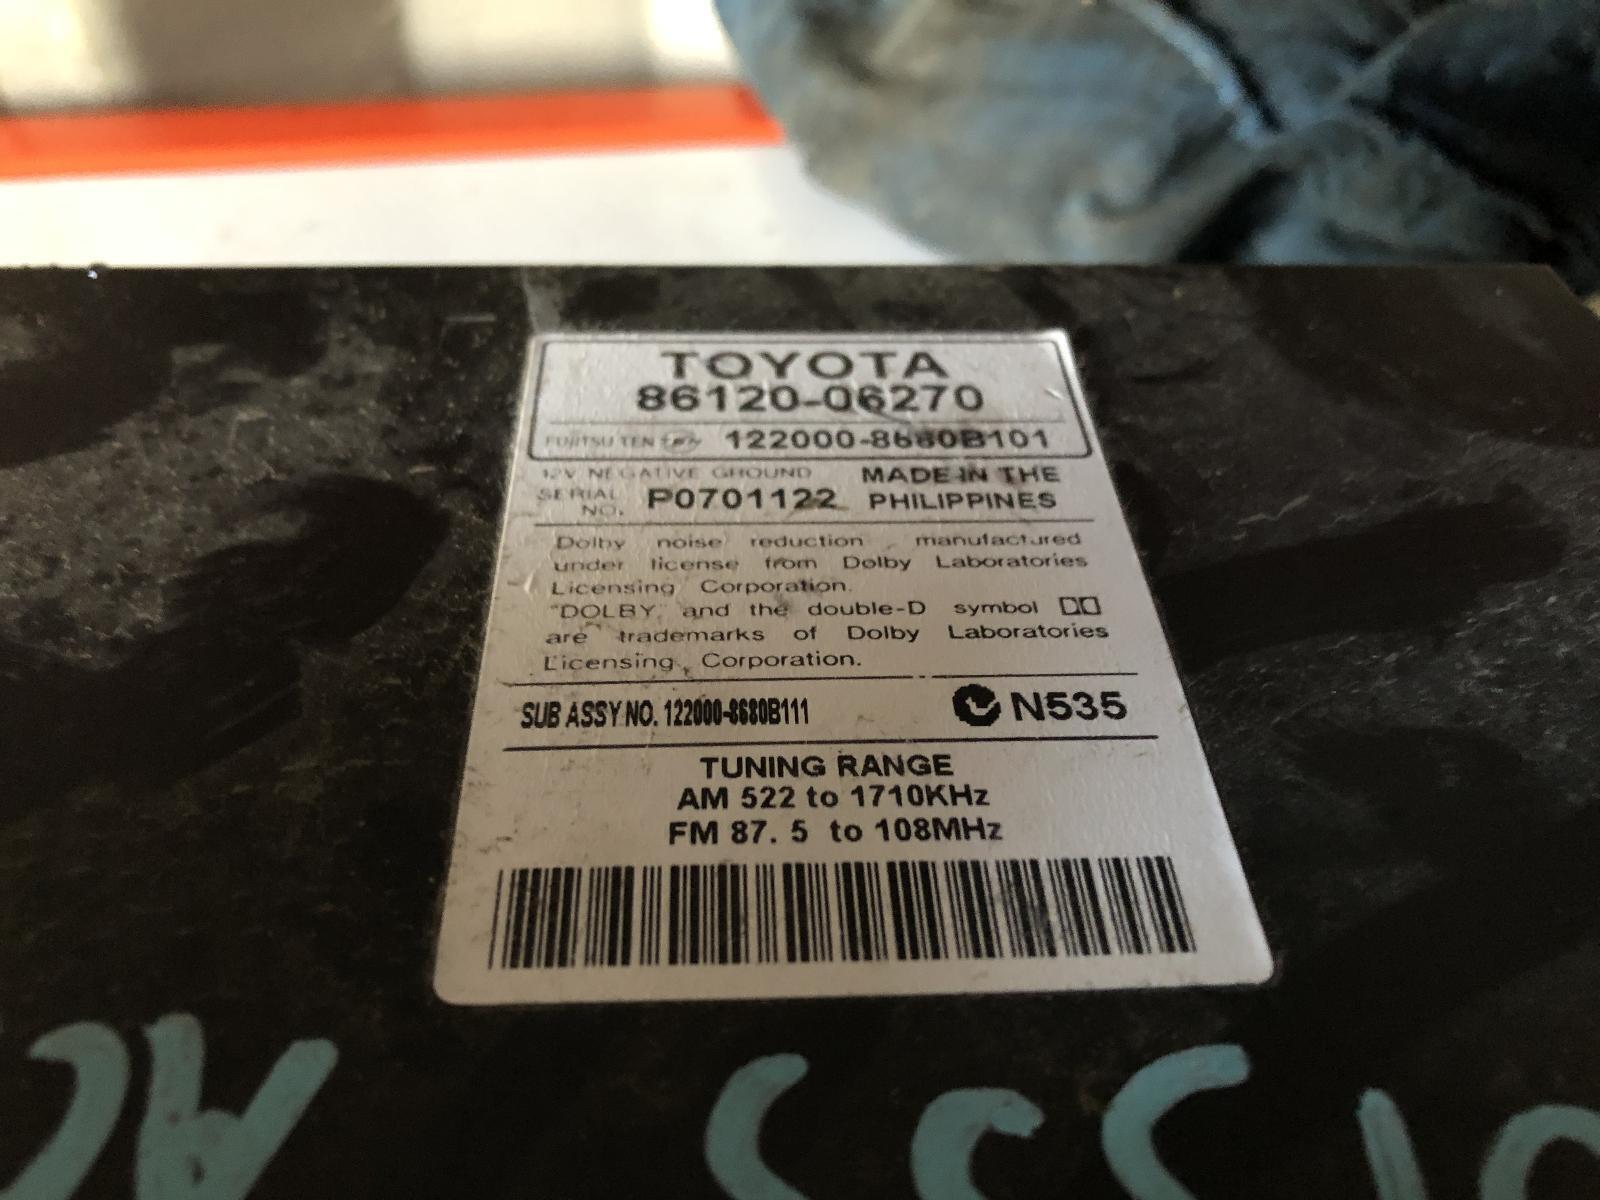 TOYOTA
86120-06270
FUJITSU TEN TEN 122000-8680B101
12V NEGATIVE GROUND MADE IN THE
SERIAL NO. P0701122 PHILIPPINES
Dolby noise reduction manufactured
under license from Dolby Laboratories
Licensing Corporation.
"DOLBY" and the double-D symbol
are trademarks of Dolby Laboratories
Licensing Corporation.
SUB ASSY NO. 122000-8680B111 N535
TUNING RANGE
AM 522 to 1710KHz
FM 87. 5 to 108MHz